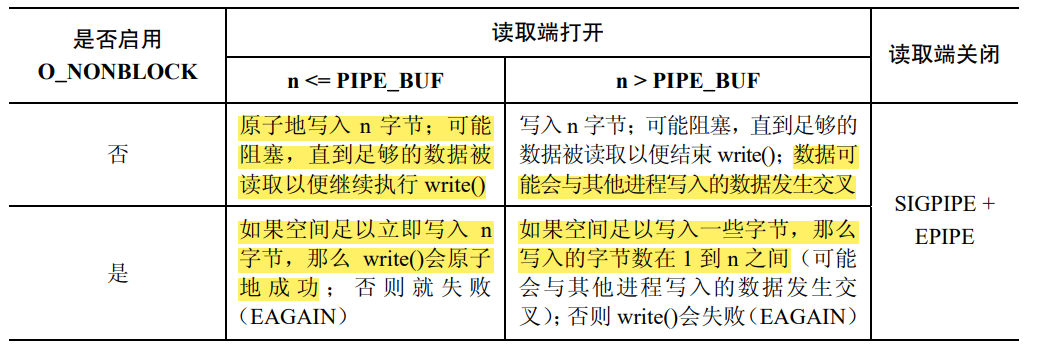 是否启用
O_NONBLOCK
读取端打开
读取端关闭
n <= PIPE_BUF
n > PIPE_BUF
否
原子地写入 n 字节；可能
阻塞，直到足够的数据被
读取以便继续执行 write()
写入 n 字节；可能阻塞，直到足够的
数据被读取以便结束 write()；数据可
能会与其他进程写入的数据发生交叉
SIGPIPE +
EPIPE
是
如果空间足以立即写入 n
字节，那么 write()会原子
地成功；否则就失败
（EAGAIN）
如果空间足以写入一些字节，那么
写入的字节数在 1 到 n 之间（可能
会与其他进程写入的数据发生交
叉）；否则 write()会失败（EAGAIN）